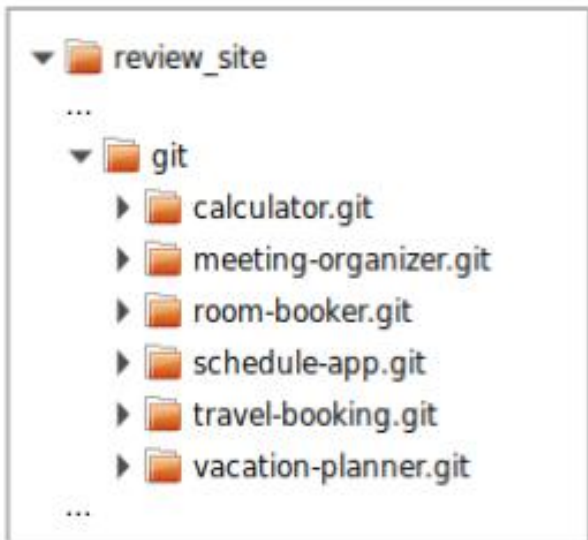 review_site
...
git
calculator.git
meeting-organizer.git
room-booker.git
schedule-app.git
travel-booking.git
vacation-planner.git
...